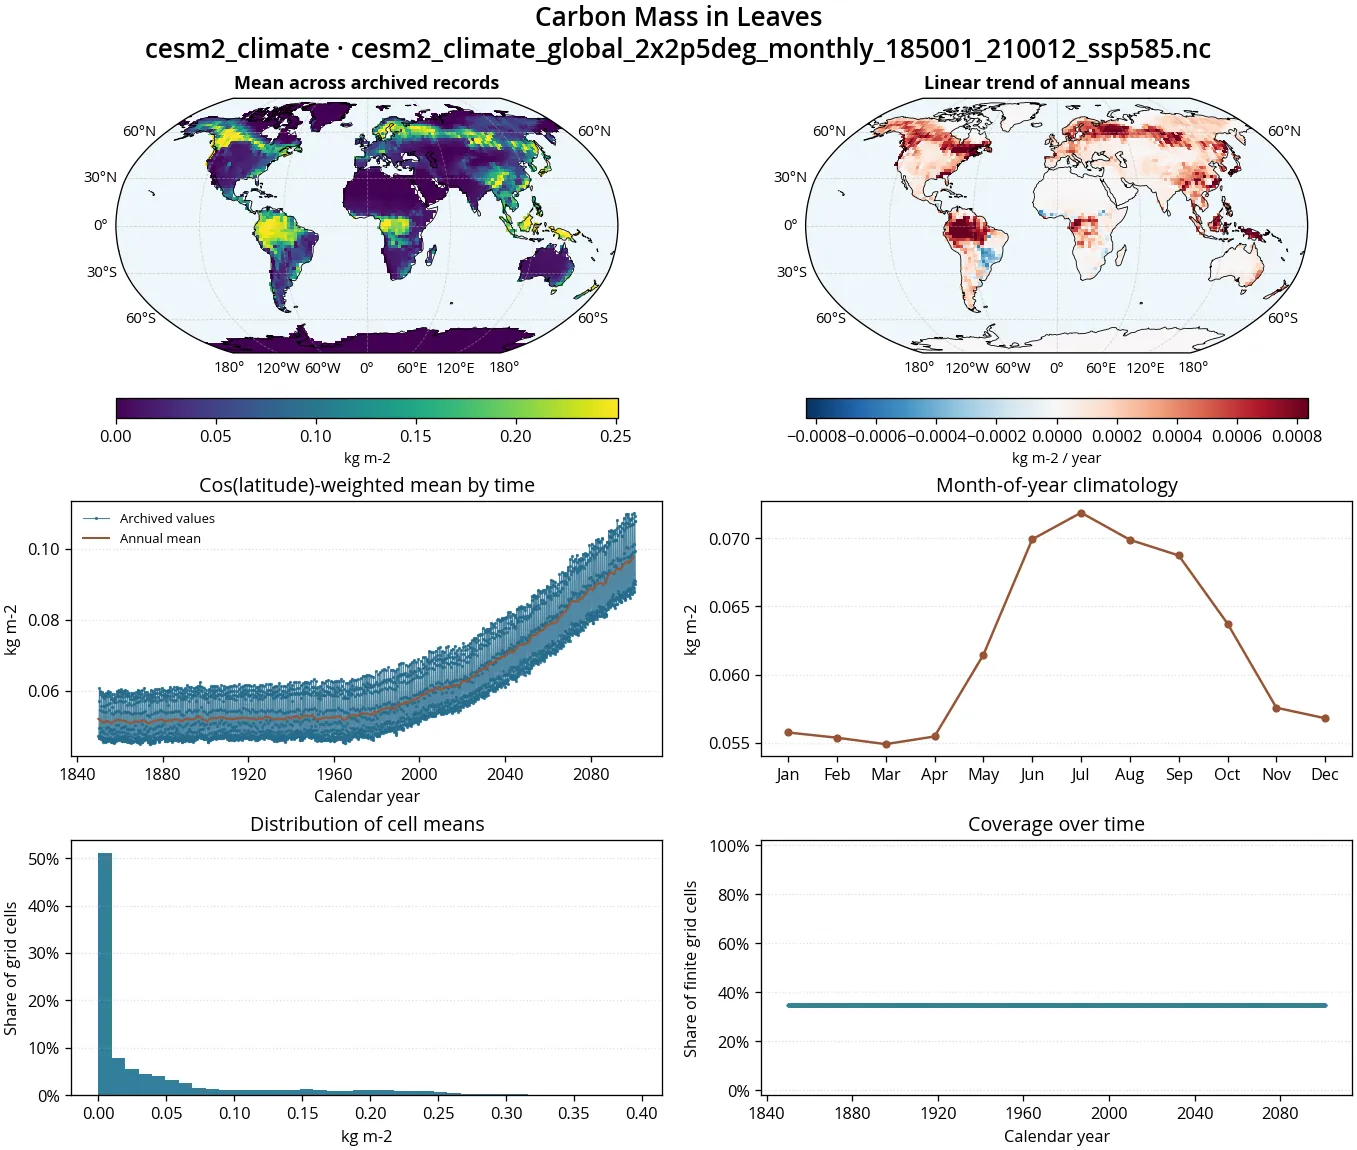 Carbon Mass in Leaves
cesm2_climate · cesm2_climate_global_2x2p5deg_monthly_185001_210012_ssp585.nc
Mean across archived records
60°N 60°N
30°N
0°
30°S
60°S 60°S
180° 120°W 60°W 0° 60°E 120°E 180°
0.00 0.05 0.10 0.15 0.20 0.25
kg m-2
Linear trend of annual means
60°N 60°N
30°N
0°
30°S
60°S 60°S
180° 120°W 60°W 0° 60°E 120°E 180°
−0.0008 −0.0006 −0.0004 −0.0002 0.0000 0.0002 0.0004 0.0006 0.0008
kg m-2 / year
Cos(latitude)-weighted mean by time
Archived values
Annual mean
kg m-2
0.10
0.08
0.06
1840 1880 1920 1960 2000 2040 2080
Calendar year
Month-of-year climatology
kg m-2
0.070
0.065
0.060
0.055
Jan Feb Mar Apr May Jun Jul Aug Sep Oct Nov Dec
Distribution of cell means
Share of grid cells
50%
40%
30%
20%
10%
0%
0.00 0.05 0.10 0.15 0.20 0.25 0.30 0.35 0.40
kg m-2
Coverage over time
Share of finite grid cells
100%
80%
60%
40%
20%
0%
1840 1880 1920 1960 2000 2040 2080
Calendar year